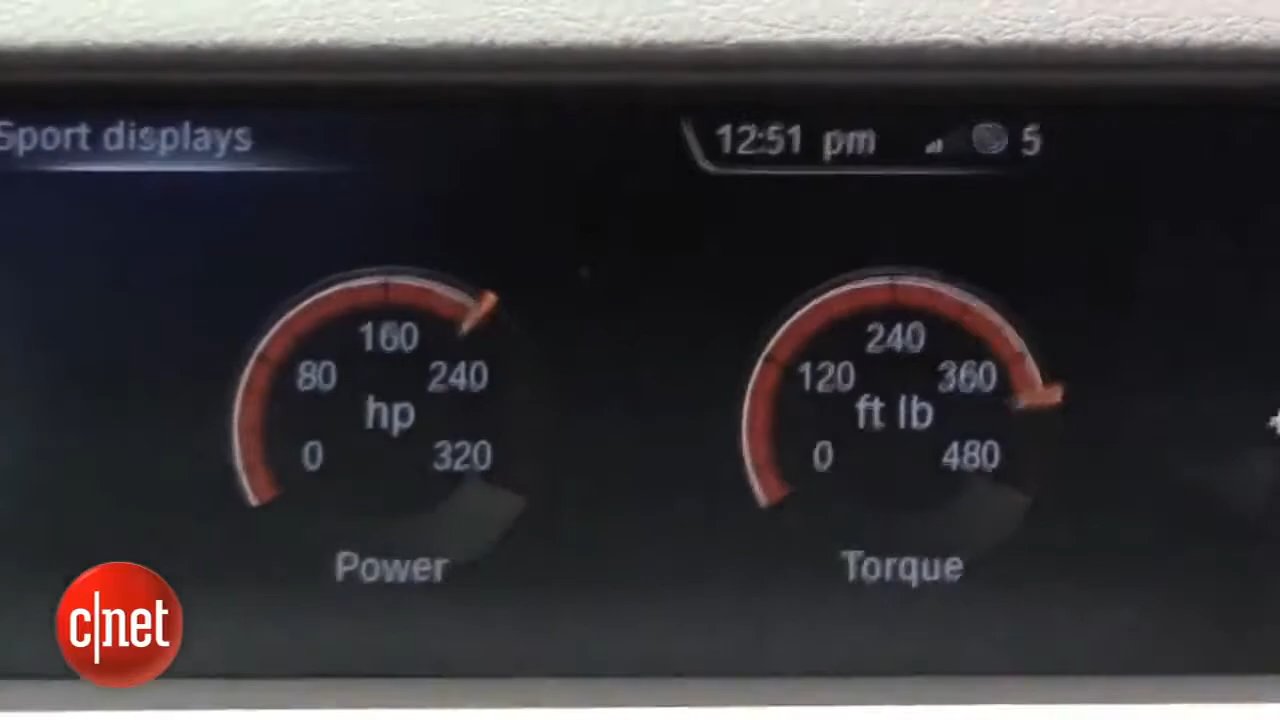 Sport displays
12:51 pm 5
160
80 240
hp
0 320
Power
240
120 360
ft lb
0 480
Torque
c|net